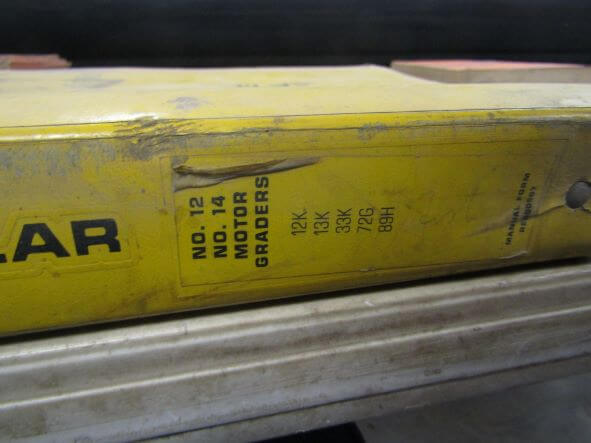 LAR
NO. 12
NO. 14
MOTOR
GRADERS
12K
13K
33K
72G
89H
MANUAL FORM